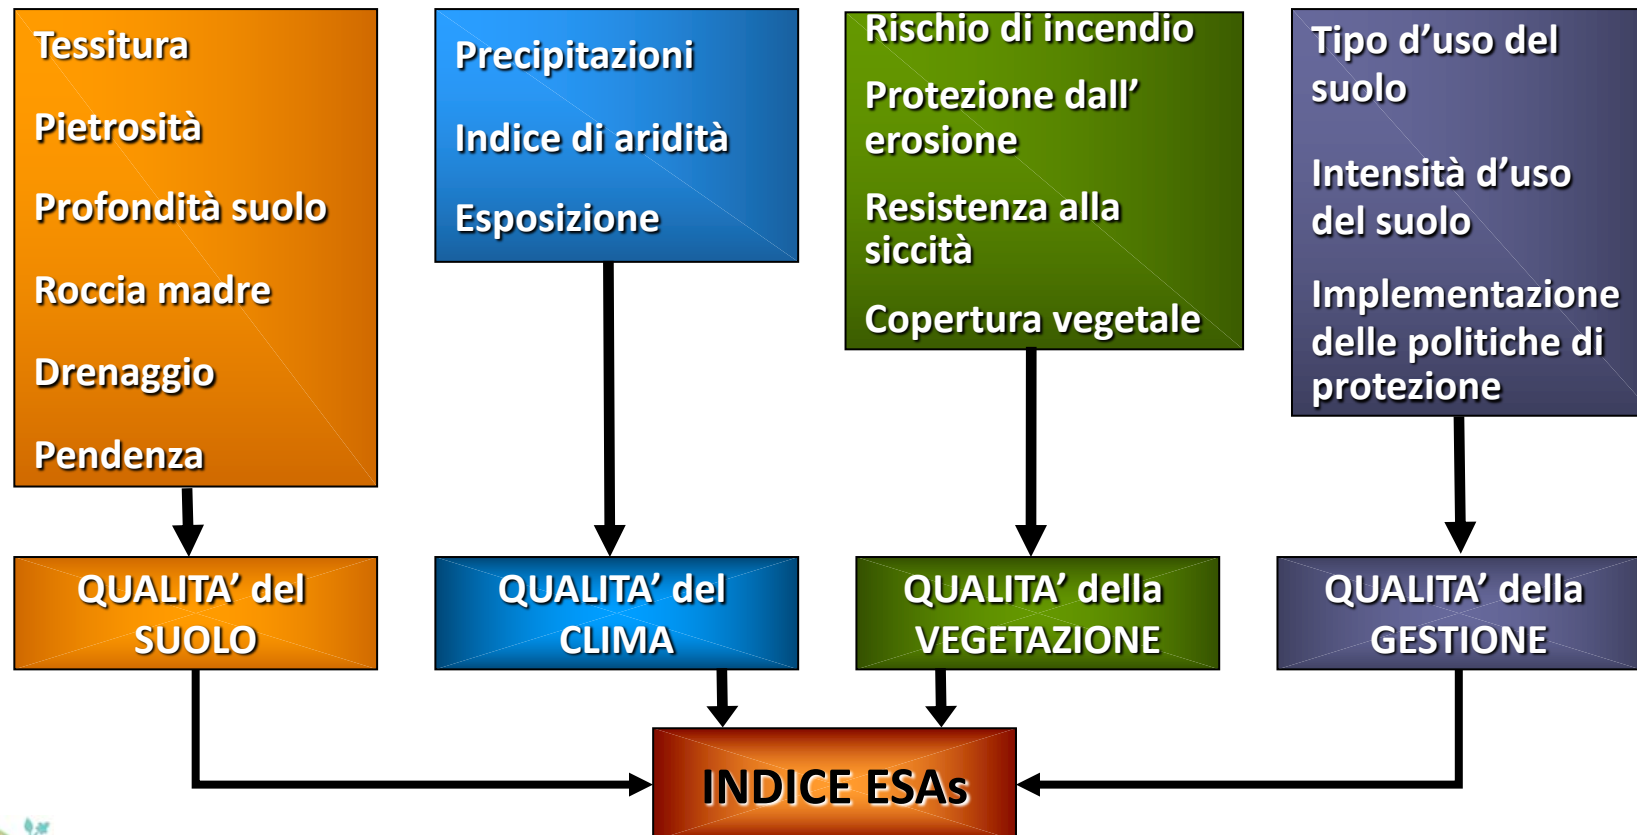 Tessitura
Pietrosità
Profondità suolo
Roccia madre
Drenaggio
Pendenza
Precipitazioni
Indice di aridità
Esposizione
Rischio di incendio
Protezione dall’
erosione
Resistenza alla
siccità
Copertura vegetale
Tipo d’uso del
suolo
Intensità d’uso
del suolo
Implementazione
delle politiche di
protezione
QUALITA’ del
SUOLO
QUALITA’ del
CLIMA
QUALITA’ della
VEGETAZIONE
QUALITA’ della
GESTIONE
INDICE ESAs